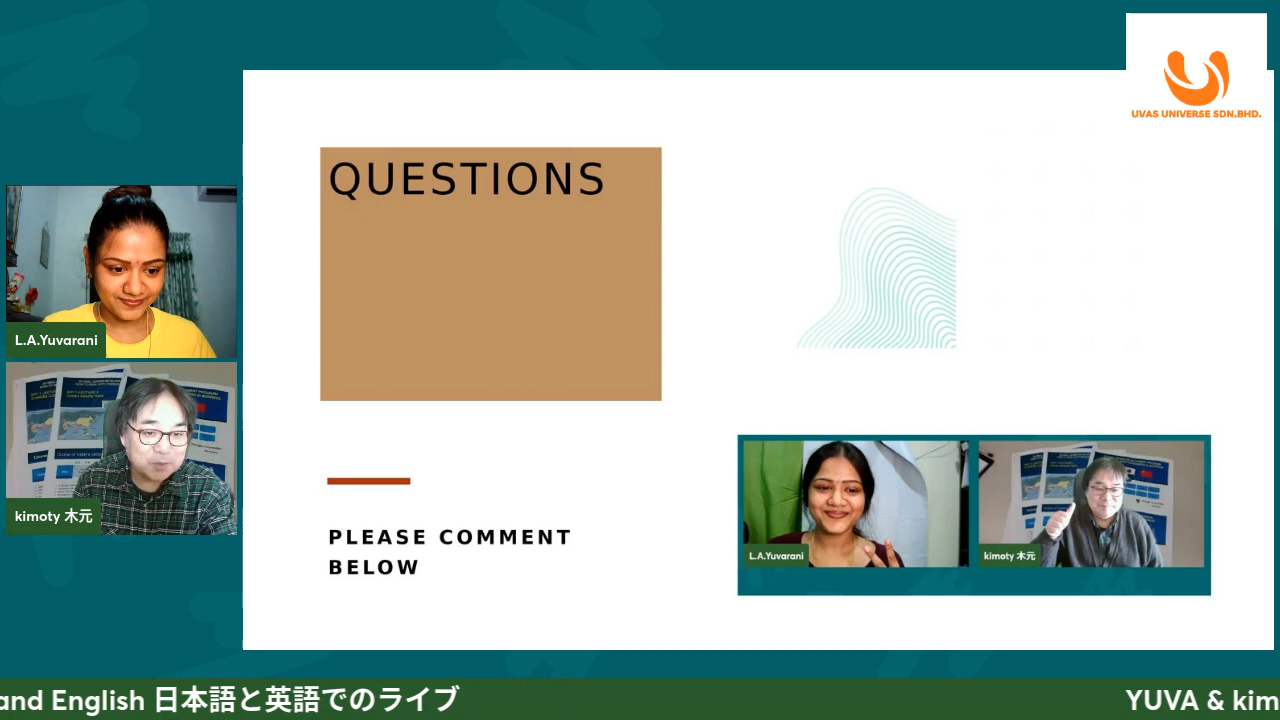 UVAS UNIVERSE SDN.BHD.
QUESTIONS
L.A.Yuvarani
kimoty 木元
PLEASE COMMENT
BELOW
L.A.Yuvarani
kimoty 木元
and English 日本語と英語でのライブ
YUVA & kim